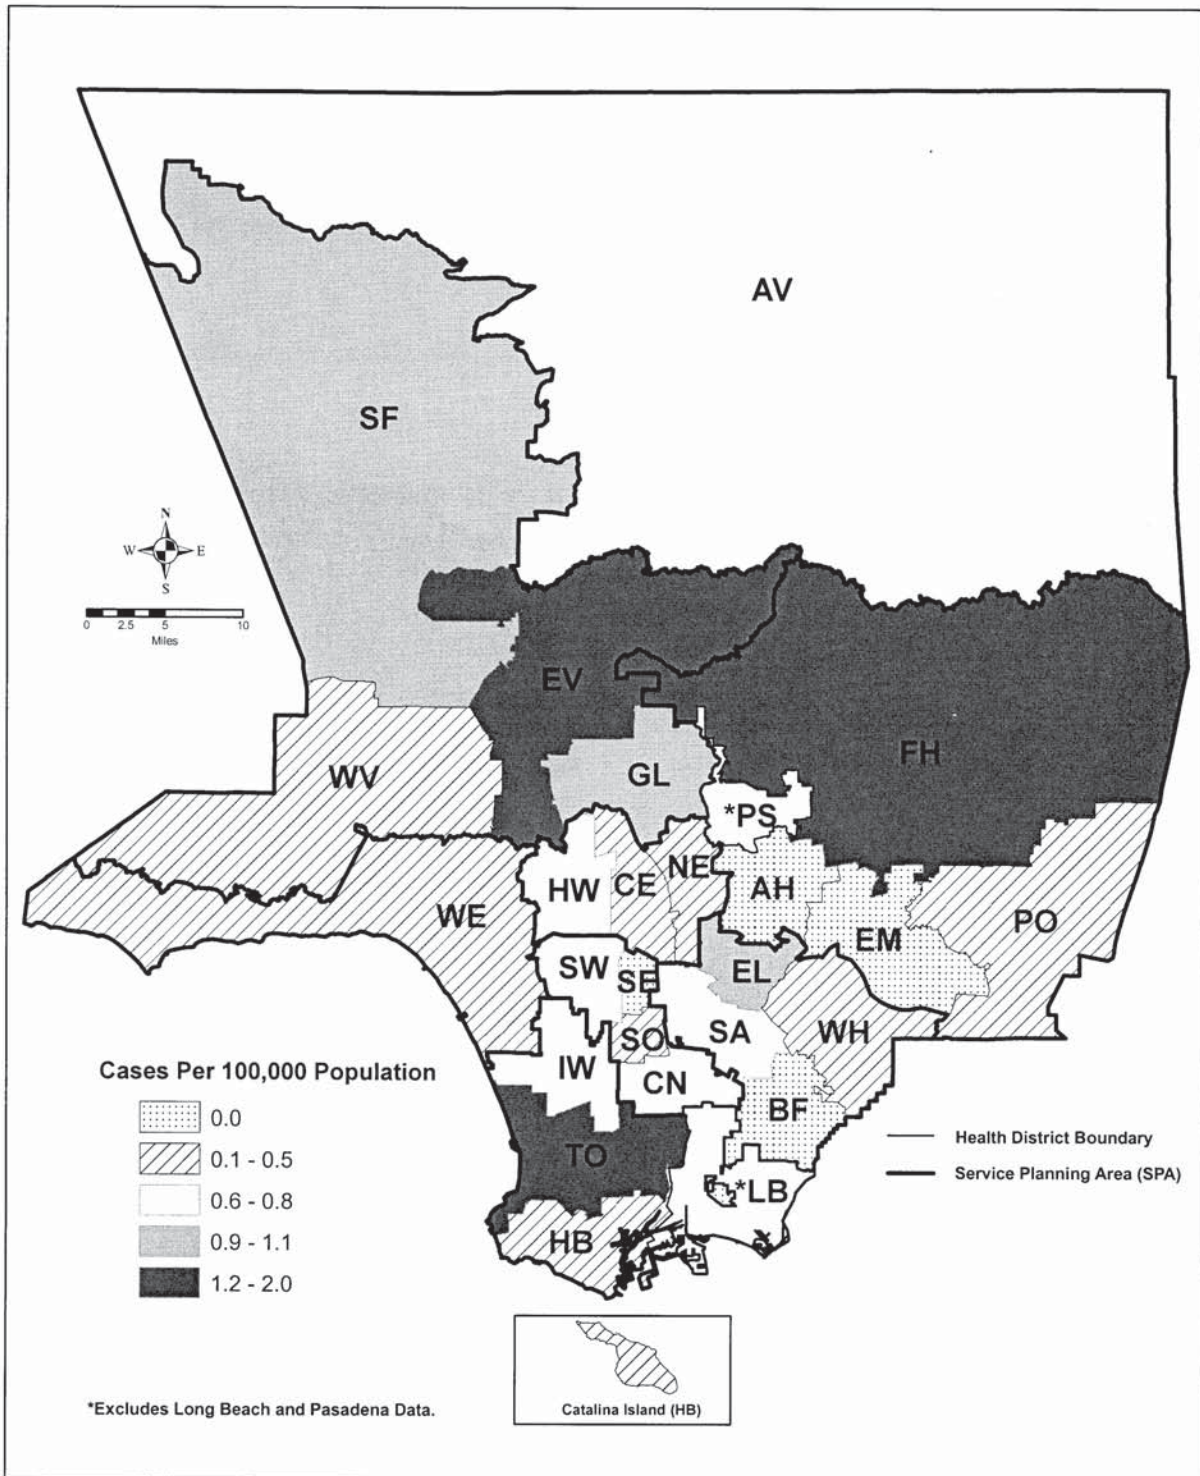 AV
SF
N
W E
S
0 2.5 5 10
Miles
EV
FH
WV
GL
*PS
HW
CE
NE
AH
WE
EM
PO
SW
SE
EL
SO
SA
WH
IW
CN
BF
TO
*LB
HB
Cases Per 100,000 Population
0.0
0.1 - 0.5
0.6 - 0.8
0.9 - 1.1
1.2 - 2.0
Health District Boundary
Service Planning Area (SPA)
*Excludes Long Beach and Pasadena Data.
Catalina Island (HB)